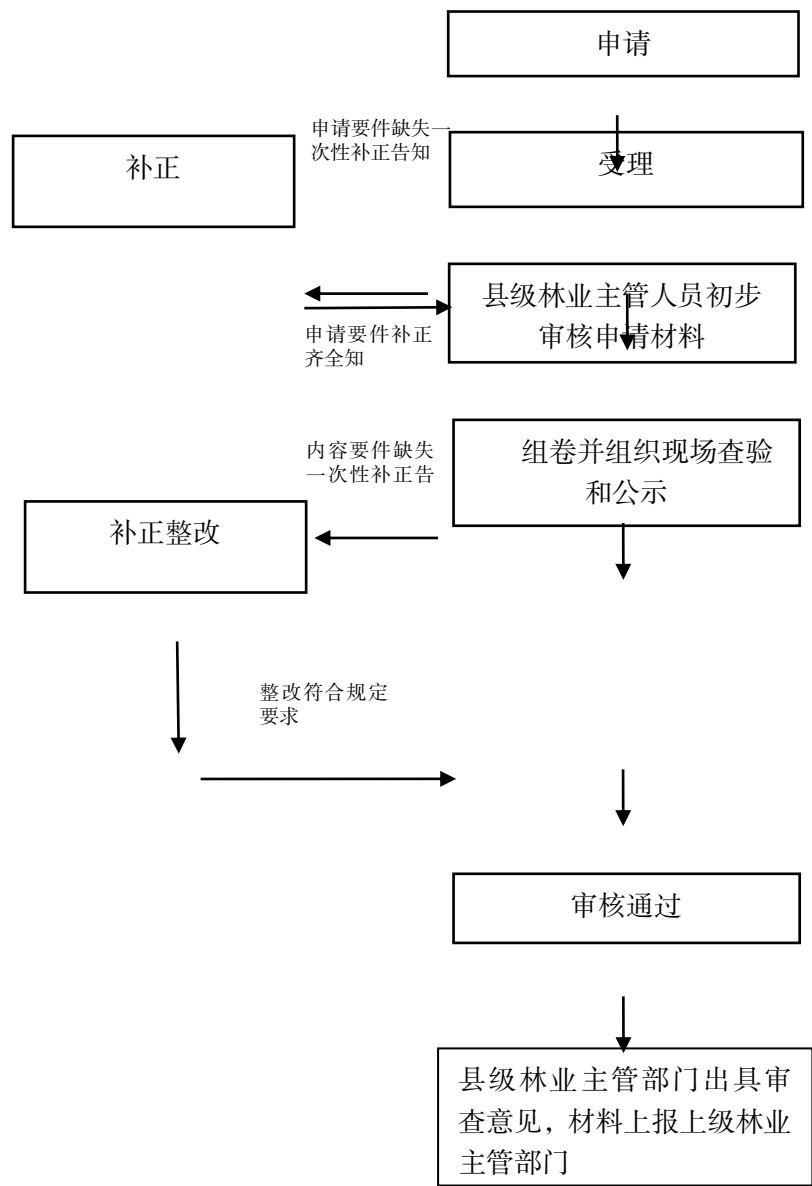 申请
申请要件缺失一
次性补正告知
补正
受理
县级林业主管人员初步
审核申请材料
申请要件补正
齐全知
内容要件缺失
一次性补正告
组卷并组织现场查验
和公示
补正整改
整改符合规定
要求
审核通过
县级林业主管部门出具审
查意见，材料上报上级林业
主管部门